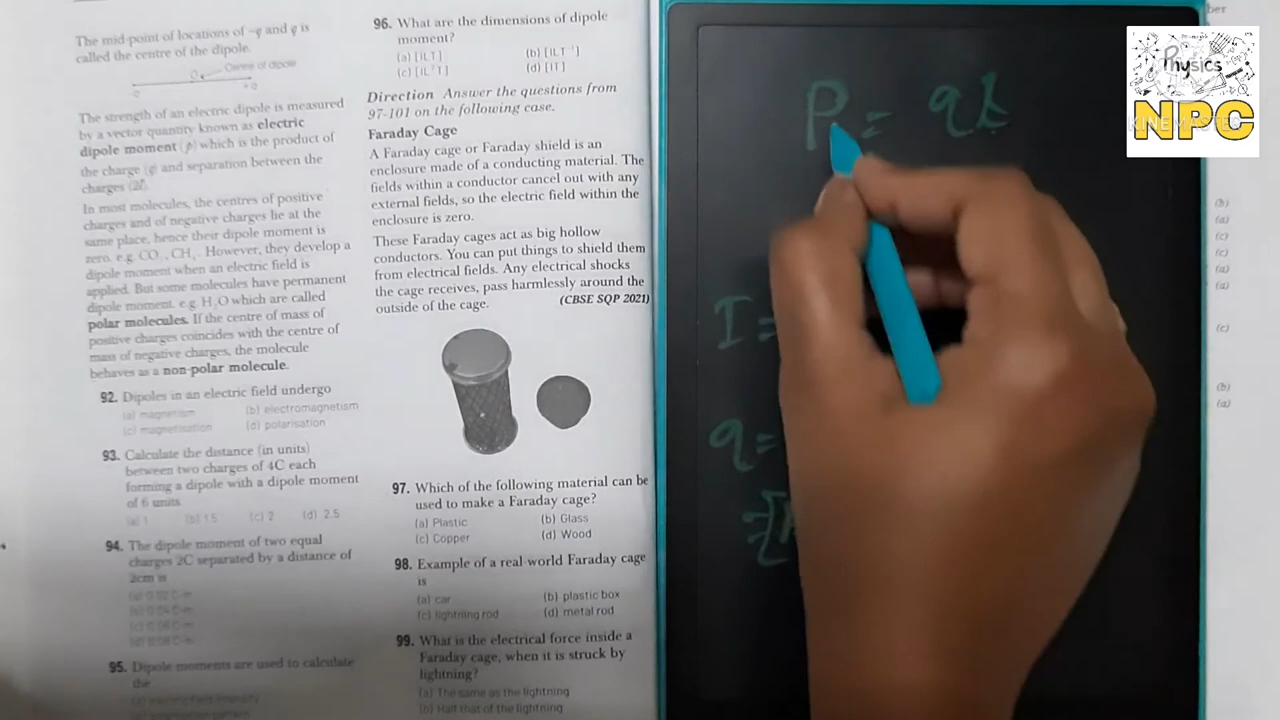 The mid-point of locations of –q and q is
called the centre of the dipole.
Centre of dipole
The strength of an electric dipole is measured
by a vector quantity known as electric
dipole moment (p) which is the product of
the charge (q) and separation between the
charges (2l).
In most molecules, the centres of positive
charges and of negative charges lie at the
same place, hence their dipole moment is
zero. e.g. CO₂, CH₄. However, they develop a
dipole moment when an electric field is
applied. But some molecules have permanent
dipole moment. e.g. H₂O which are called
polar molecules. If the centre of mass of
positive charges coincides with the centre of
mass of negative charges, the molecule
behaves as a non-polar molecule.
92. Dipoles in an electric field undergo
(a) magnetism (b) electromagnetism
(c) magnetisation (d) polarisation
93. Calculate the distance (in units)
between two charges of 4C each
forming a dipole with a dipole moment
of 6 units
(a) 1 (b) 1.5 (c) 2 (d) 2.5
94. The dipole moment of two equal
charges 2C separated by a distance of
2cm is
(a) 0.02 C-m
(b) 0.04 C-m
(c) 0.06 C-m
(d) 0.08 C-m
95. Dipole moments are used to calculate
the
96. What are the dimensions of dipole
moment?
(a) [ILT] (b) [ILT⁻¹]
(c) [IL⁻¹T] (d) [IT]
Direction Answer the questions from
97-101 on the following case.
Faraday Cage
A Faraday cage or Faraday shield is an
enclosure made of a conducting material. The
fields within a conductor cancel out with any
external fields, so the electric field within the
enclosure is zero.
These Faraday cages act as big hollow
conductors. You can put things to shield them
from electrical fields. Any electrical shocks
the cage receives, pass harmlessly around the
outside of the cage. (CBSE SQP 2021)
97. Which of the following material can be
used to make a Faraday cage?
(a) Plastic (b) Glass
(c) Copper (d) Wood
98. Example of a real-world Faraday cage
is
(a) car (b) plastic box
(c) lightning rod (d) metal rod
99. What is the electrical force inside a
Faraday cage, when it is struck by
lightning?
(a) The same as the lightning
(b) Half that of the lightning
P = ql
I =
q =
Physics
NPC
KINEMASTER
ber
(b)
(a)
(c)
(c)
(a)
(a)
(c)
(b)
(a)